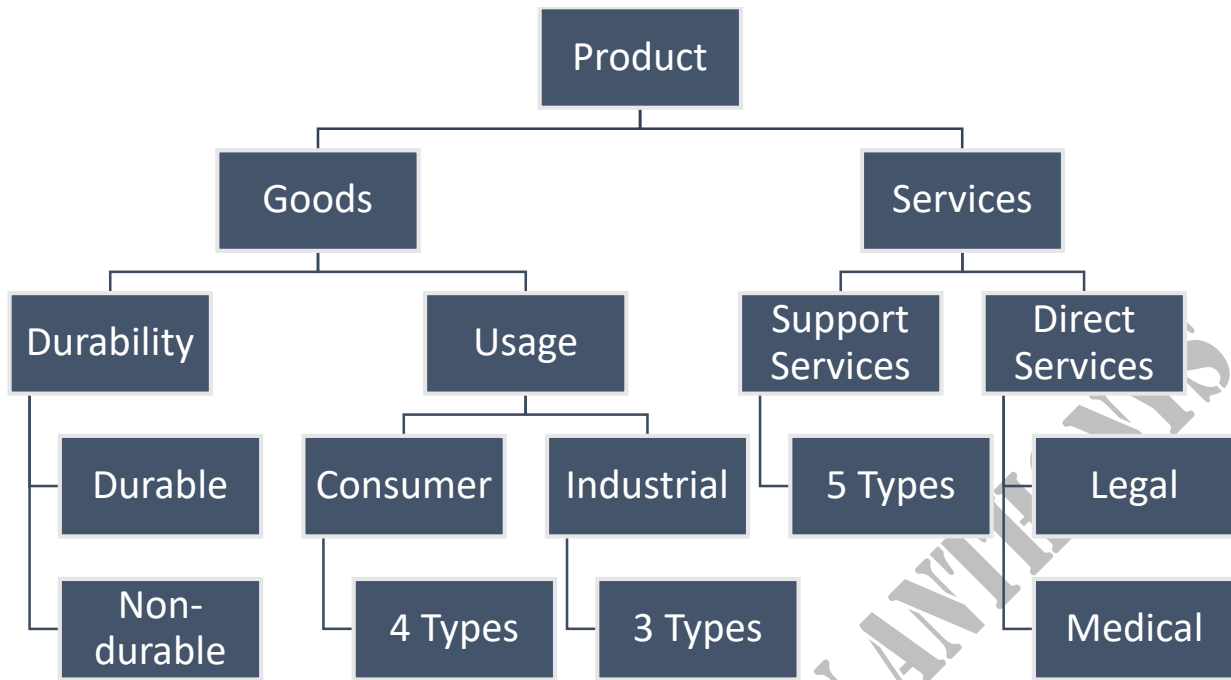 Product
Goods
Services
Durability
Usage
Support
Services
Direct
Services
Durable
Consumer
Industrial
5 Types
Legal
Non-
durable
4 Types
3 Types
Medical